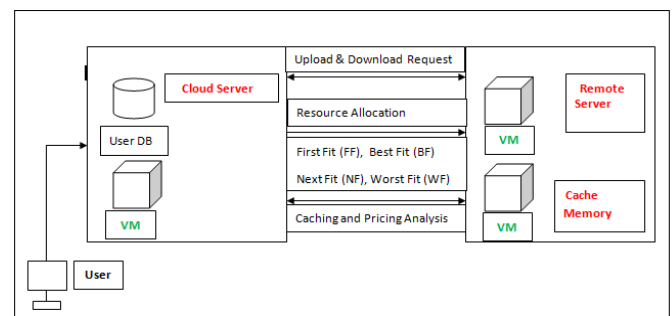 Upload & Download Request
Cloud Server
Remote
Server
Resource Allocation
User DB
VM
First Fit (FF), Best Fit (BF)
Next Fit (NF), Worst Fit (WF)
Cache
Memory
VM
VM
Caching and Pricing Analysis
User